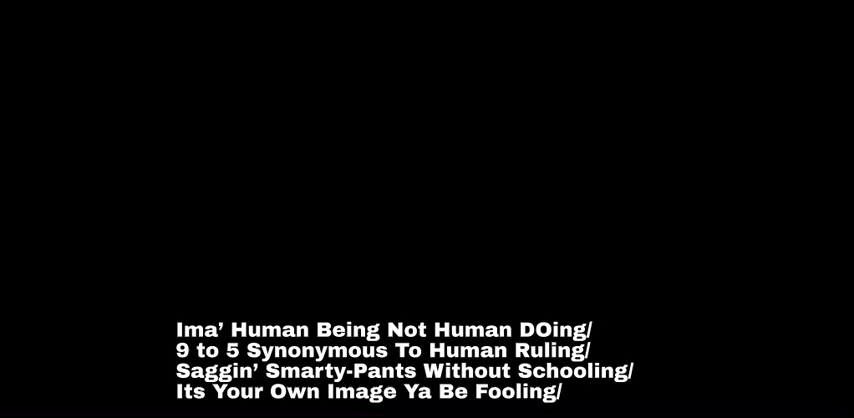 Ima’ Human Being Not Human DOing/
9 to 5 Synonymous To Human Ruling/
Saggin’ Smarty-Pants Without Schooling/
Its Your Own Image Ya Be Fooling/